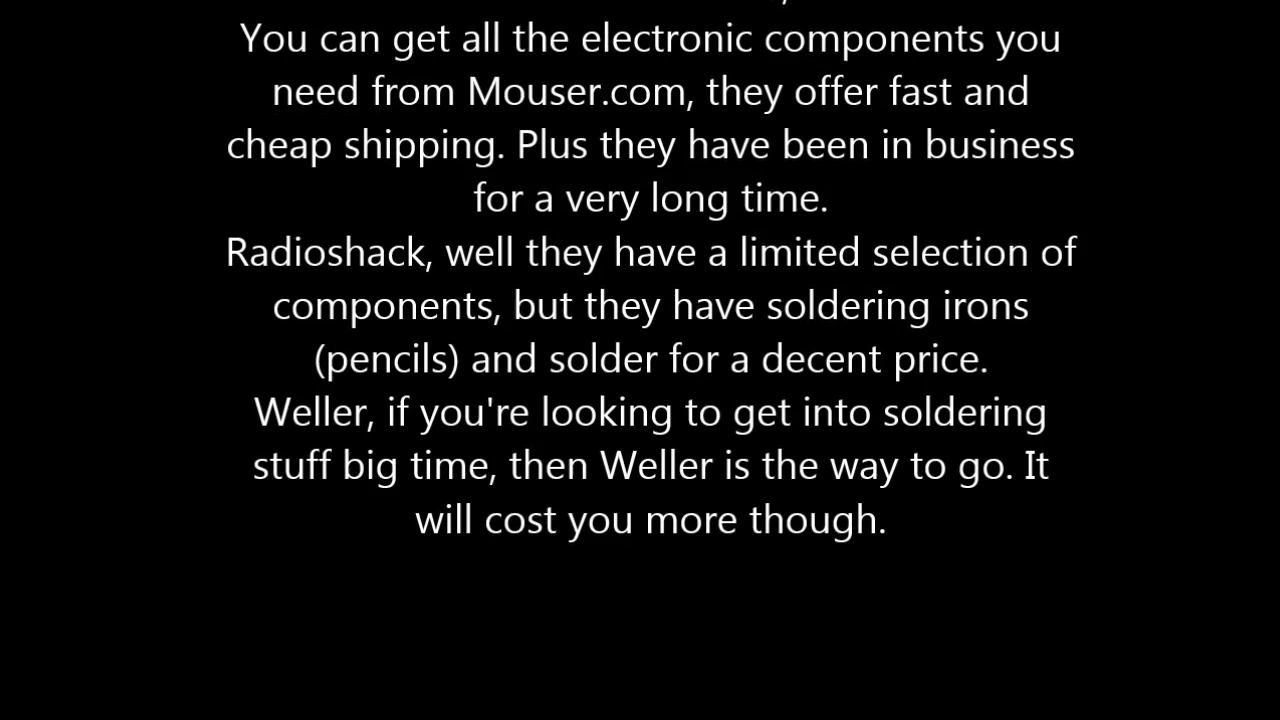 You can get all the electronic components you
need from Mouser.com, they offer fast and
cheap shipping. Plus they have been in business
for a very long time.
Radioshack, well they have a limited selection of
components, but they have soldering irons
(pencils) and solder for a decent price.
Weller, if you're looking to get into soldering
stuff big time, then Weller is the way to go. It
will cost you more though.